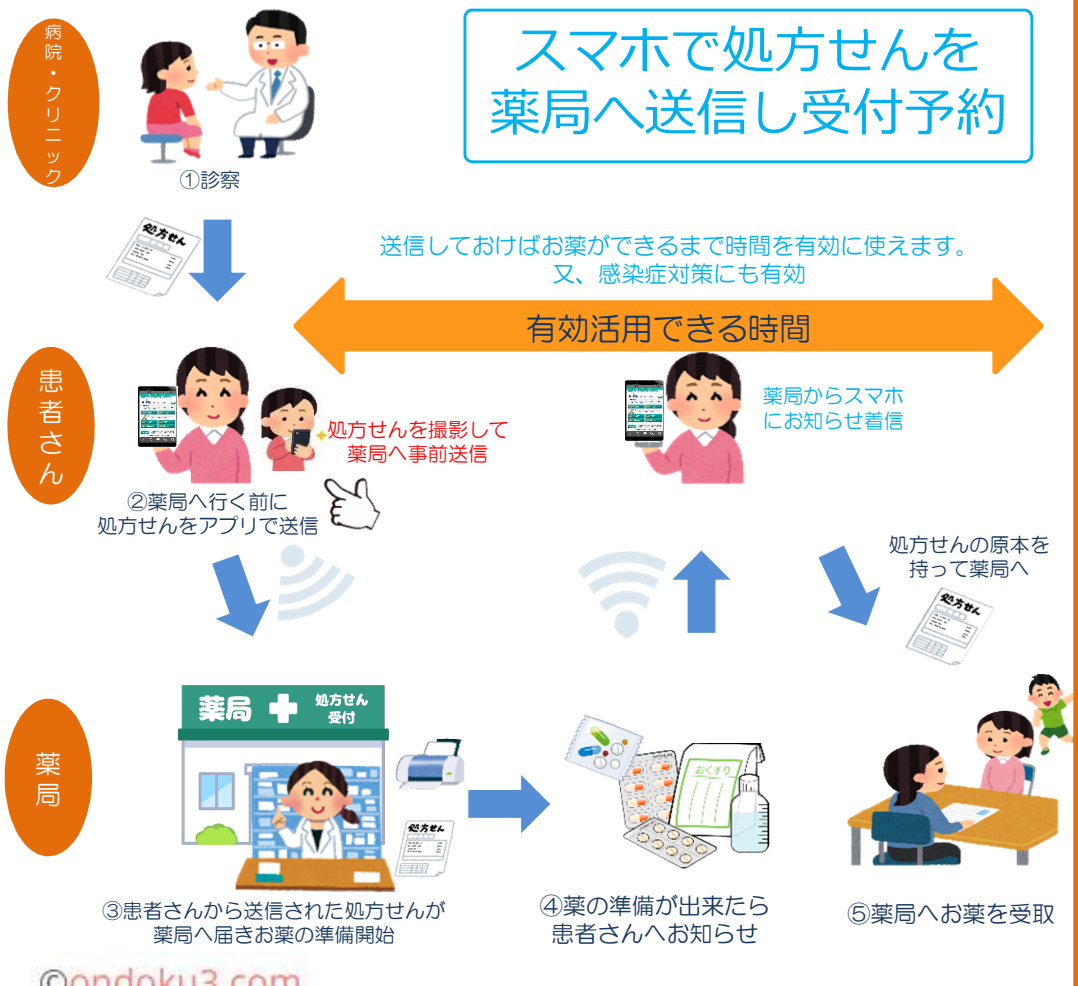 病院・クリニック
スマホで処方せんを
薬局へ送信し受付予約
①診察
処方せん
送信しておけばお薬ができるまで時間を有効に使えます。
又、感染症対策にも有効
有効活用できる時間
患者さん
処方せんを撮影して
薬局へ事前送信
②薬局へ行く前に
処方せんをアプリで送信
薬局からスマホ
にお知らせ着信
処方せんの原本を
持って薬局へ
処方せん
薬局
薬局
処方せん
受付
処方せん
おくすり
③患者さんから送信された処方せんが
薬局へ届きお薬の準備開始
④薬の準備が出来たら
患者さんへお知らせ
⑤薬局へお薬を受取
©ondoku3.com